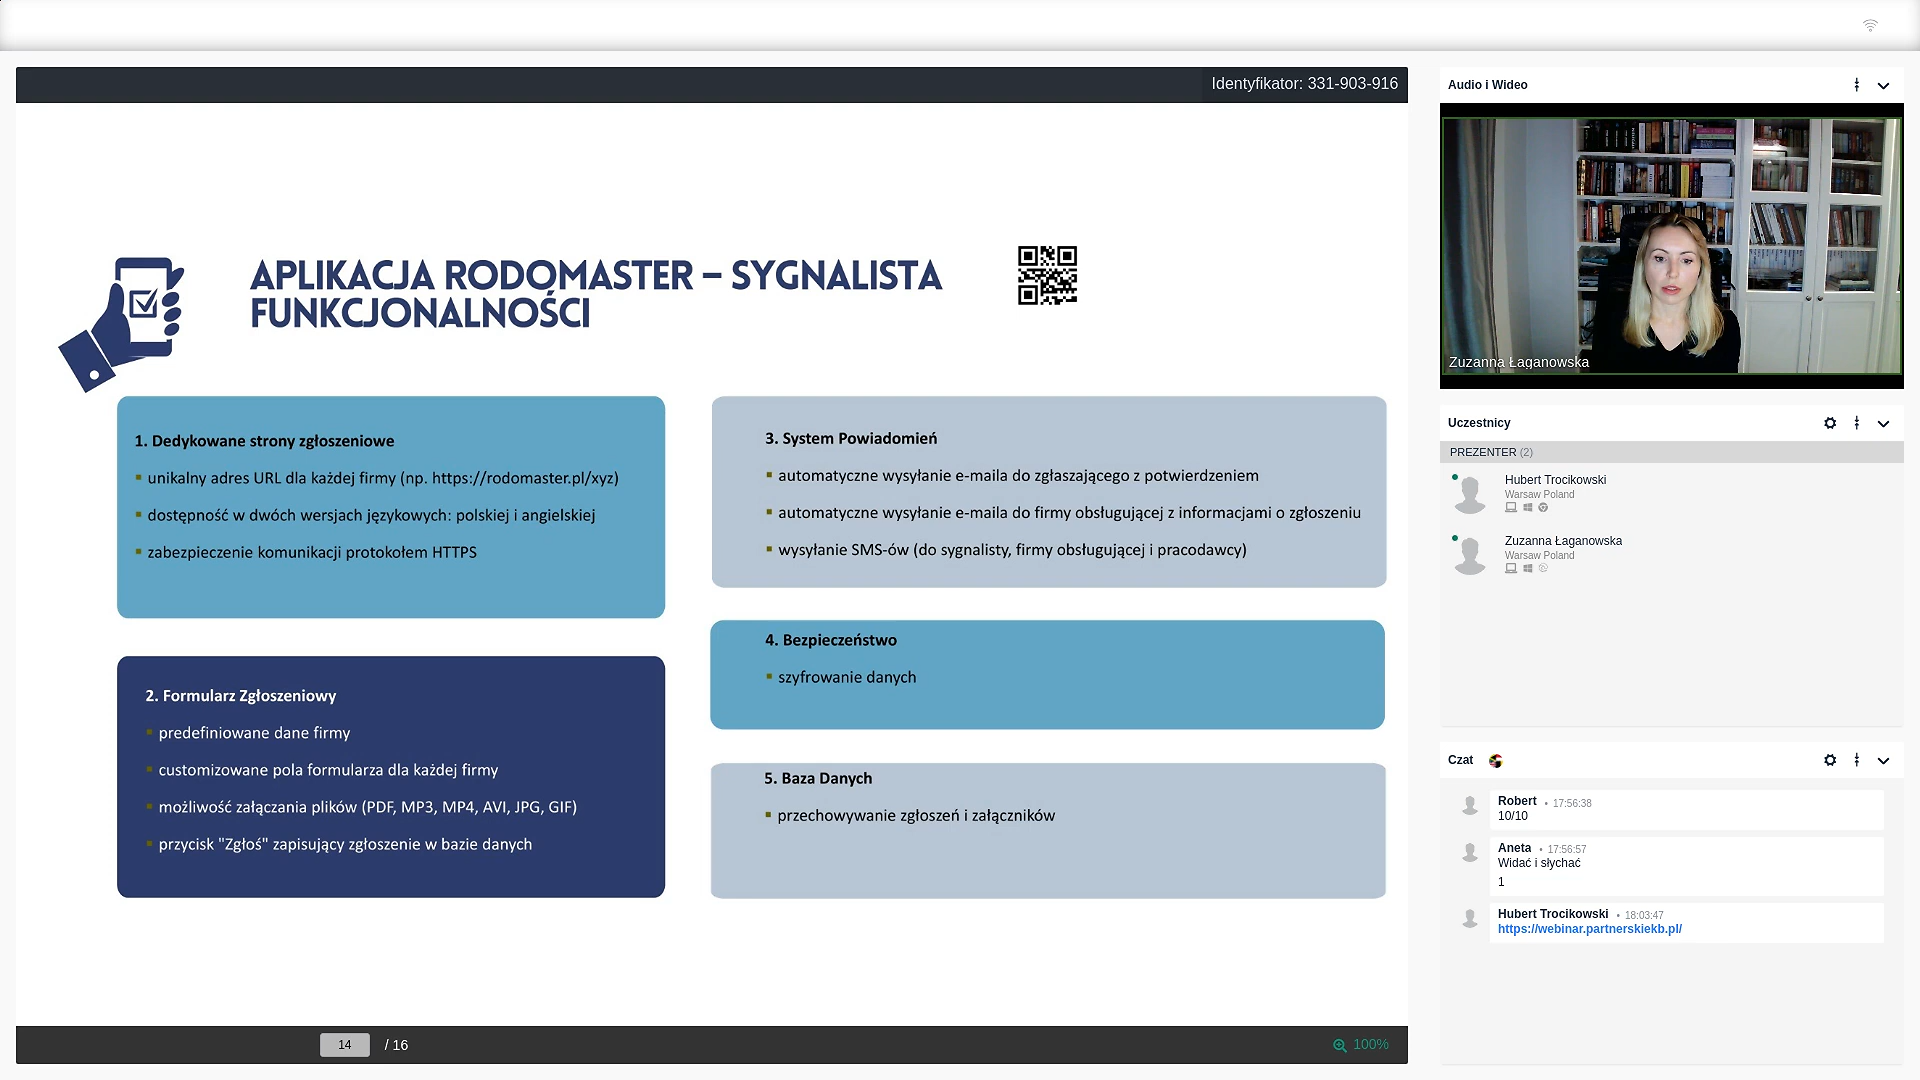 Identyfikator: 331-903-916
APLIKACJA RODOMASTER – SYGNALISTA
FUNKCJONALNOŚCI
1. Dedykowane strony zgłoszeniowe
▪ unikalny adres URL dla każdej firmy (np. https://rodomaster.pl/xyz)
▪ dostępność w dwóch wersjach językowych: polskiej i angielskiej
▪ zabezpieczenie komunikacji protokołem HTTPS
2. Formularz Zgłoszeniowy
▪ predefiniowane dane firmy
▪ customizowane pola formularza dla każdej firmy
▪ możliwość załączania plików (PDF, MP3, MP4, AVI, JPG, GIF)
▪ przycisk "Zgłoś" zapisujący zgłoszenie w bazie danych
3. System Powiadomień
▪ automatyczne wysyłanie e-maila do zgłaszającego z potwierdzeniem
▪ automatyczne wysyłanie e-maila do firmy obsługującej z informacjami o zgłoszeniu
▪ wysyłanie SMS-ów (do sygnalisty, firmy obsługującej i pracodawcy)
4. Bezpieczeństwo
▪ szyfrowanie danych
5. Baza Danych
▪ przechowywanie zgłoszeń i załączników
14 / 16
100%
Audio i Wideo
Zuzanna Łaganowska
Uczestnicy
PREZENTER (2)
Hubert Trocikowski
Warsaw Poland
Zuzanna Łaganowska
Warsaw Poland
Czat
Robert • 17:56:38
10/10
Aneta • 17:56:57
Widać i słychać
1
Hubert Trocikowski • 18:03:47
https://webinar.partnerskiekb.pl/